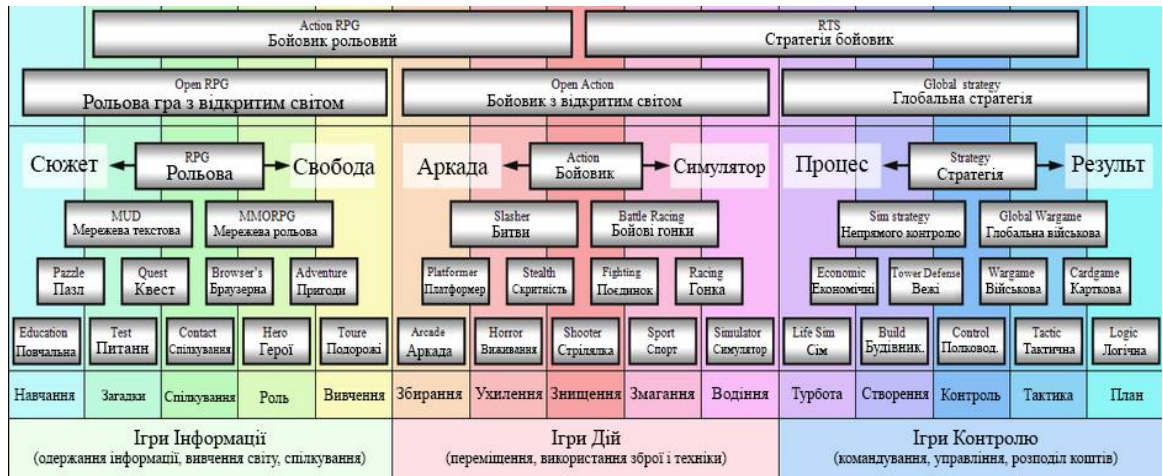 Action RPG
Бойовик рольовий
RTS
Стратегія бойовик
Open RPG
Рольова гра з відкритим світом
Open Action
Бойовик з відкритим світом
Global strategy
Глобальна стратегія
Сюжет
RPG
Рольова
Свобода
Аркада
Action
Бойовик
Симулятор
Процес
Strategy
Стратегія
Результ
MUD
Мережева текстова
MMORPG
Мережева рольова
Slasher
Битви
Battle Racing
Бойові гонки
Sim strategy
Непрямого контролю
Global Wargame
Глобальна військова
Pazzle
Пазл
Quest
Квест
Browser's
Браузерна
Adventure
Пригоди
Platformer
Платформер
Stealth
Скритність
Fighting
Поєдинок
Racing
Гонка
Economic
Економічні
Tower Defense
Вежі
Wargame
Військова
Cardgame
Карткова
Education
Повчальна
Test
Питанн
Contact
Спілкування
Hero
Герої
Toure
Подорожі
Arcade
Аркада
Horror
Виживання
Shooter
Стрілялка
Sport
Спорт
Simulator
Симулятор
Life Sim
Сім
Build
Будівник.
Control
Полковод.
Tactic
Тактична
Logic
Логічна
Навчання
Загадки
Спілкування
Роль
Вивчення
Збирання
Ухилення
Знищення
Змагання
Водіння
Турбота
Створення
Контроль
Тактика
План
Ігри Інформації
(одержання інформації, вивчення світу, спілкування)
Ігри Дій
(переміщення, використання зброї і техніки)
Ігри Контролю
(командування, управління, розподіл коштів)